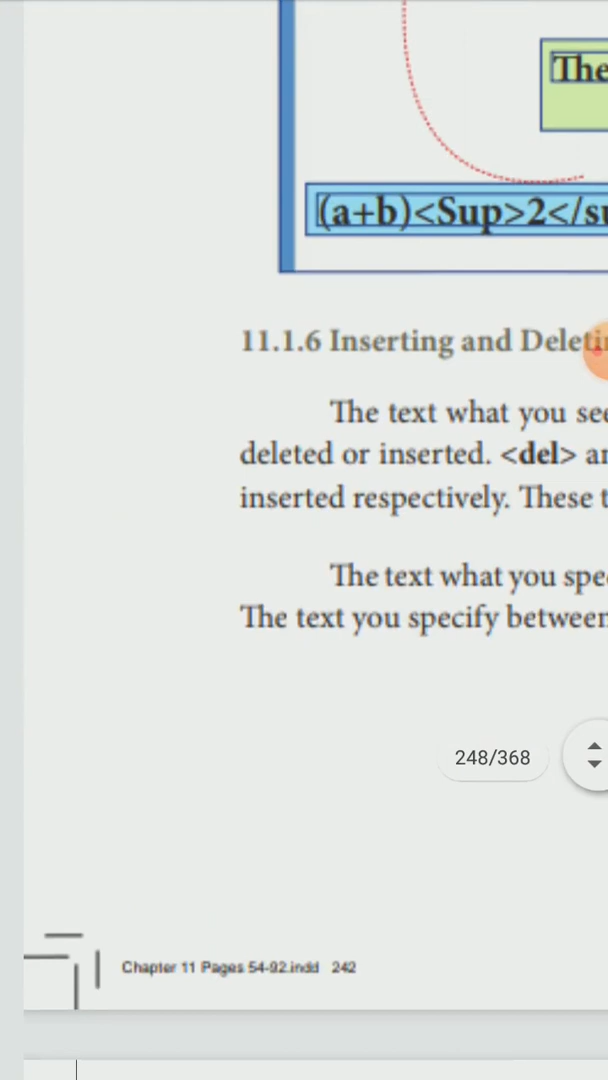 The
(a+b)<Sup>2</su
11.1.6 Inserting and Deleti
The text what you see
deleted or inserted. <del> an
inserted respectively. These t
The text what you spec
The text you specify between
248/368
Chapter 11 Pages 54-92.indd 242